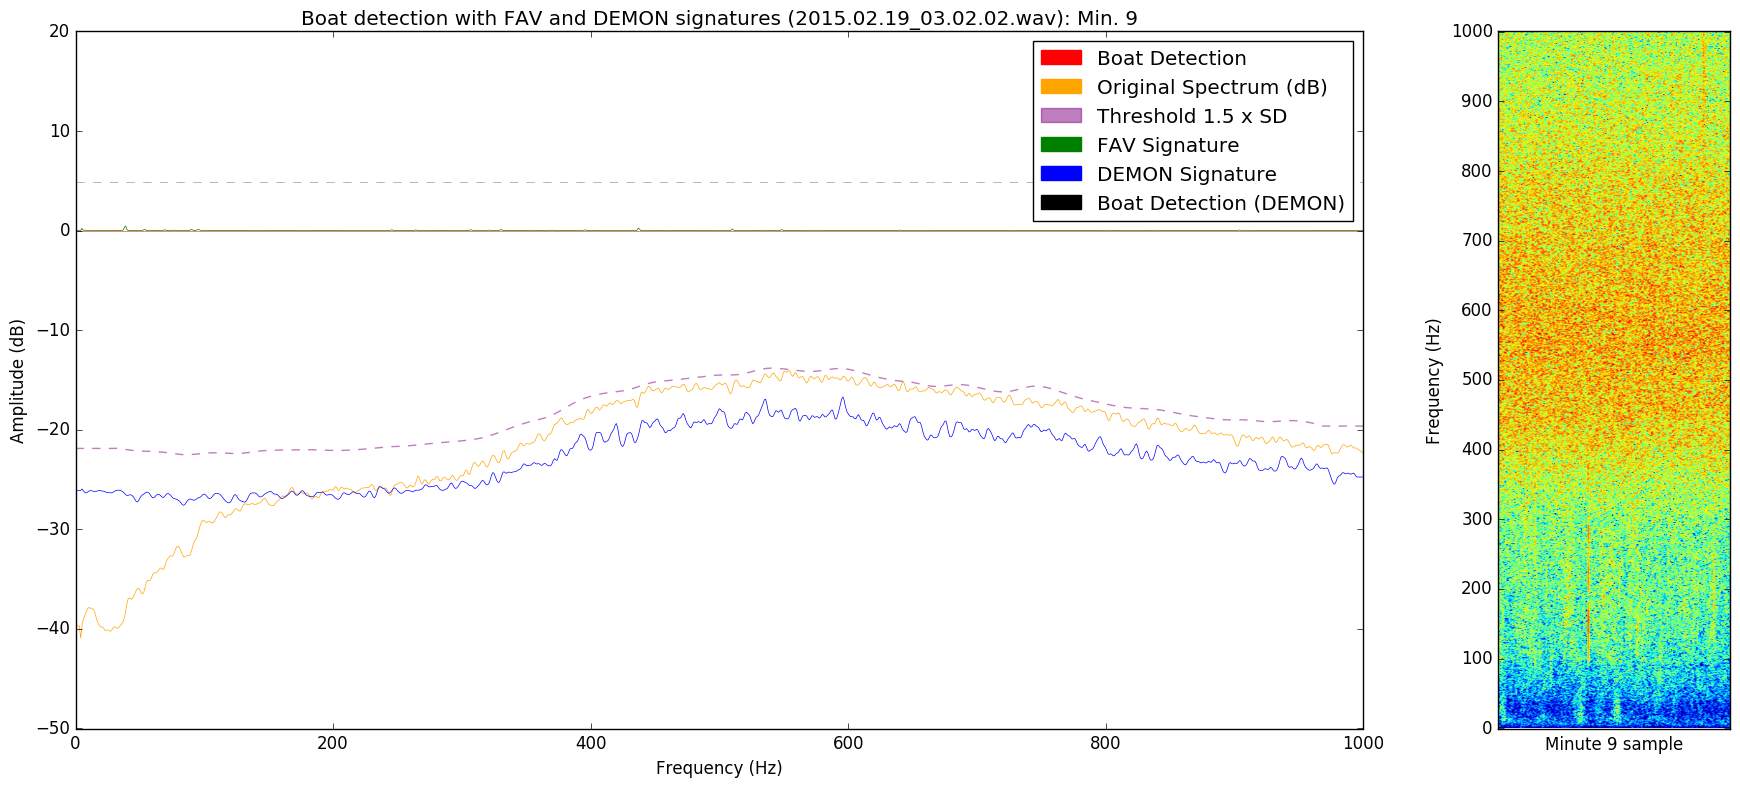 Boat detection with FAV and DEMON signatures (2015.02.19_03.02.02.wav): Min. 9
20
10
0
−10
−20
−30
−40
−50
Amplitude (dB)
0
200
400
600
800
1000
Frequency (Hz)
Boat Detection
Original Spectrum (dB)
Threshold 1.5 x SD
FAV Signature
DEMON Signature
Boat Detection (DEMON)
1000
900
800
700
600
500
400
300
200
100
0
Frequency (Hz)
Minute 9 sample